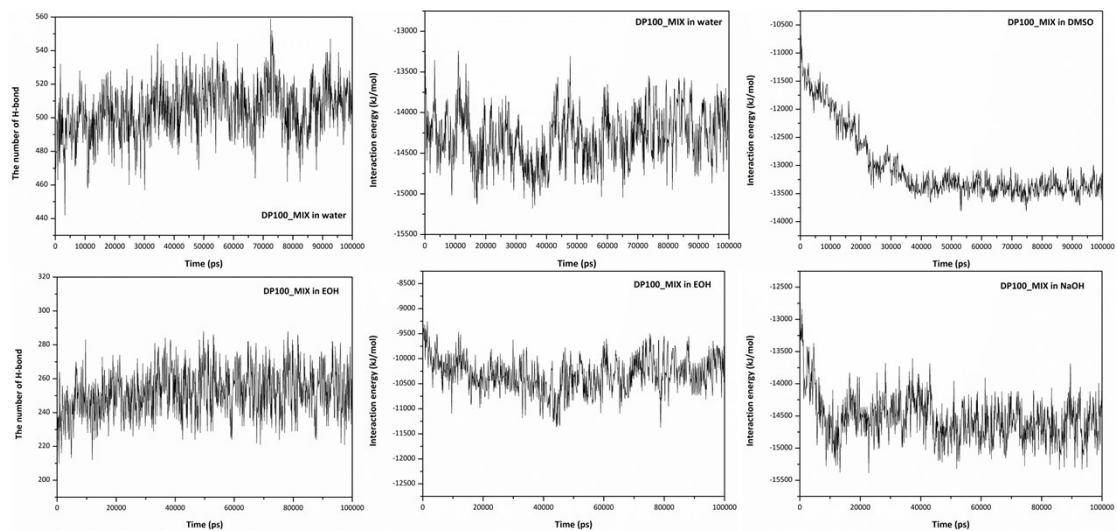 560
540
520
500
480
460
440
The number of H-bond
DP100_MIX in water
0 10000 20000 30000 40000 50000 60000 70000 80000 90000 100000
Time (ps)
-13000
-13500
-14000
-14500
-15000
-15500
Interaction energy (kJ/mol)
DP100_MIX in water
0 20000 40000 60000 80000 100000
Time (ps)
-10500
-11000
-11500
-12000
-12500
-13000
-13500
-14000
Interaction energy (kJ/mol)
DP100_MIX in DMSO
0 10000 20000 30000 40000 50000 60000 70000 80000 90000 100000
Time (ps)
320
300
280
260
240
220
200
190
The number of H-bond
DP100_MIX in EOH
0 20000 40000 60000 80000 100000
Time (ps)
-8500
-9000
-9500
-10000
-10500
-11000
-11500
-12000
-12500
Interaction energy (kJ/mol)
DP100_MIX in EOH
0 20000 40000 60000 80000 100000
Time (ps)
-12500
-13000
-13500
-14000
-14500
-15000
-15500
Interaction energy (kJ/mol)
DP100_MIX in NaOH
0 20000 40000 60000 80000 100000
Time (ps)